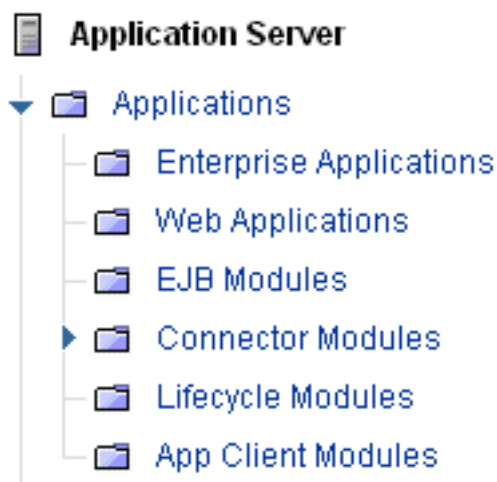 Application Server
Applications
Enterprise Applications
Web Applications
EJB Modules
Connector Modules
Lifecycle Modules
App Client Modules